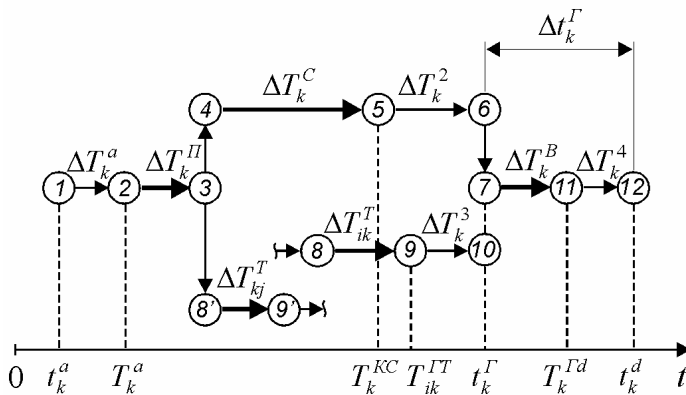 Δt_k^Г
ΔT_k^C ΔT_k^2
4 5 6
ΔT_k^a ΔT_k^П ΔT_k^B ΔT_k^4
1 2 3 7 11 12
ΔT_ik^T ΔT_k^3
8 9 10
ΔT_kj^T
8' 9'
0 t_k^a T_k^a T_k^КС T_ik^ГТ t_k^Г T_k^Гd t_k^d t